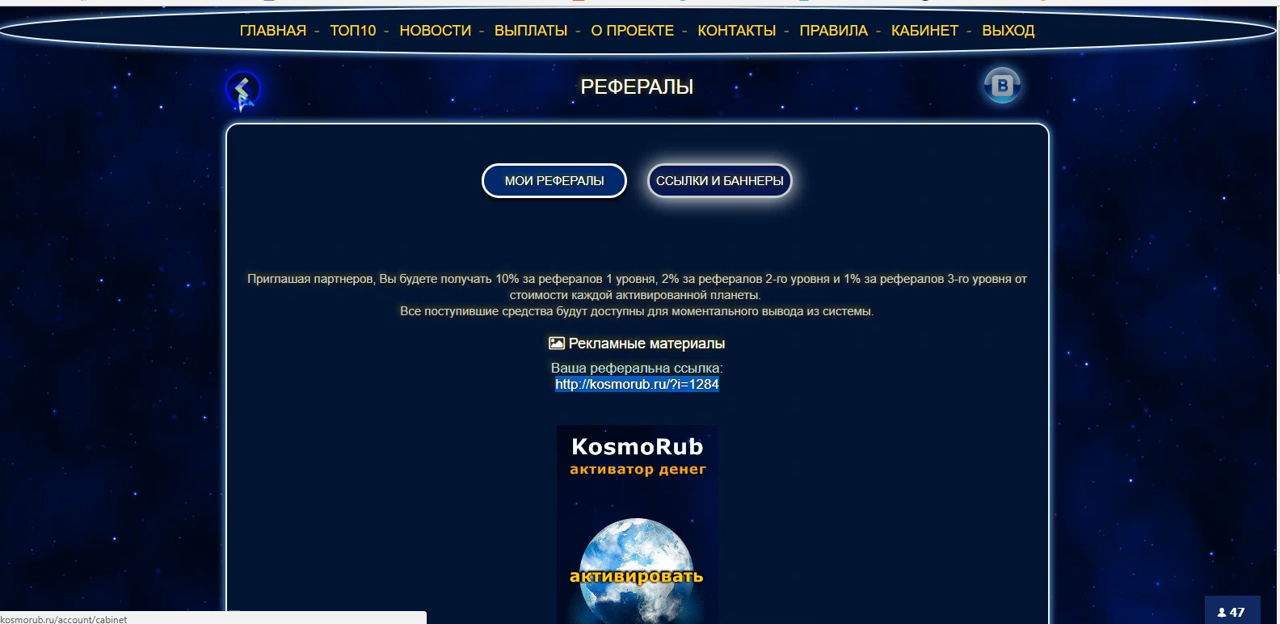 ГЛАВНАЯ - ТОП10 - НОВОСТИ - ВЫПЛАТЫ - О ПРОЕКТЕ - КОНТАКТЫ - ПРАВИЛА - КАБИНЕТ - ВЫХОД
РЕФЕРАЛЫ
В
МОИ РЕФЕРАЛЫ
ССЫЛКИ И БАННЕРЫ
Приглашая партнеров, Вы будете получать 10% за рефералов 1 уровня, 2% за рефералов 2-го уровня и 1% за рефералов 3-го уровня от
стоимости каждой активированной планеты.
Все поступившие средства будут доступны для моментального вывода из системы.
Рекламные материалы
Ваша реферальна ссылка:
http://kosmorub.ru/?i=1284
KosmoRub
активатор денег
активировать
47
kosmorub.ru/account/cabinet